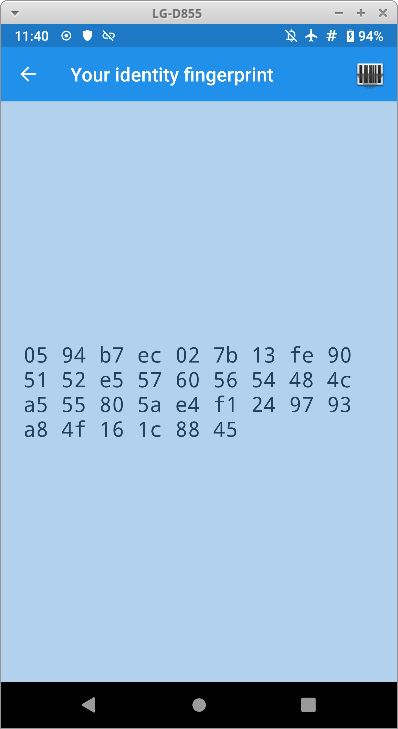 LG-D855
11:40 # 94%
Your identity fingerprint
05 94 b7 ec 02 7b 13 fe 90
51 52 e5 57 60 56 54 48 4c
a5 55 80 5a e4 f1 24 97 93
a8 4f 16 1c 88 45